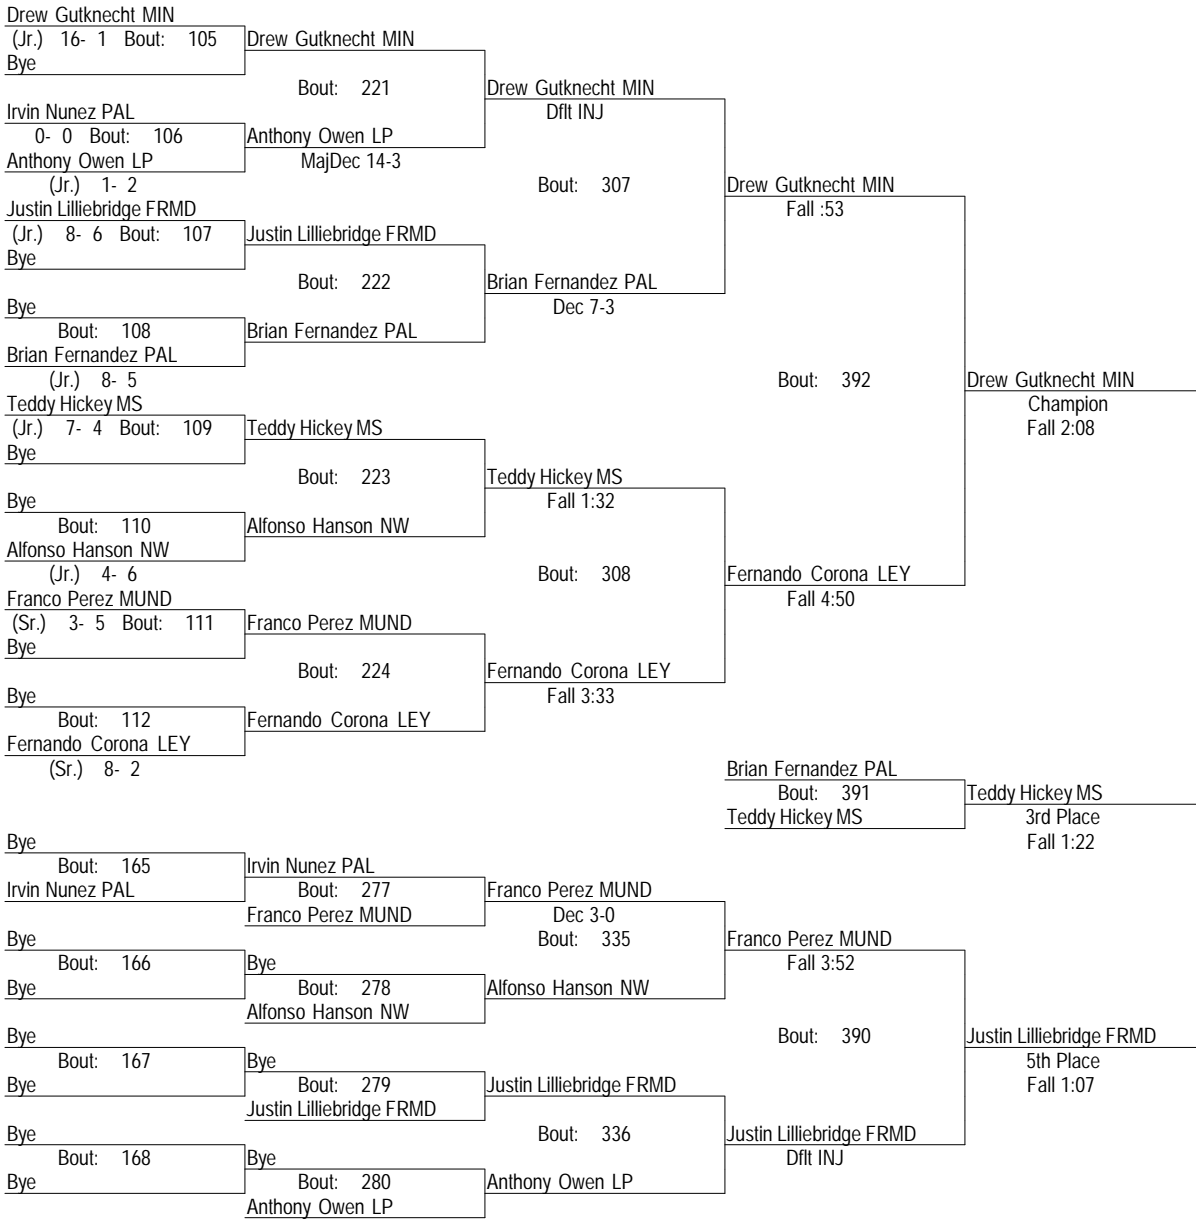 Drew Gutknecht MIN
(Jr.) 16- 1 Bout: 105 Drew Gutknecht MIN
Bye
Bout: 221 Drew Gutknecht MIN
Irvin Nunez PAL Dflt INJ
0- 0 Bout: 106 Anthony Owen LP
Anthony Owen LP MajDec 14-3
(Jr.) 1- 2 Bout: 307 Drew Gutknecht MIN
Justin Lilliebridge FRMD Fall :53
(Jr.) 8- 6 Bout: 107 Justin Lilliebridge FRMD
Bye
Bout: 222 Brian Fernandez PAL
Bye Dec 7-3
Bout: 108 Brian Fernandez PAL
Brian Fernandez PAL
(Jr.) 8- 5 Bout: 392 Drew Gutknecht MIN
Teddy Hickey MS Champion
(Jr.) 7- 4 Bout: 109 Teddy Hickey MS Fall 2:08
Bye
Bout: 223 Teddy Hickey MS
Bye Fall 1:32
Bout: 110 Alfonso Hanson NW
Alfonso Hanson NW
(Jr.) 4- 6 Bout: 308 Fernando Corona LEY
Franco Perez MUND Fall 4:50
(Sr.) 3- 5 Bout: 111 Franco Perez MUND
Bye
Bout: 224 Fernando Corona LEY
Bye Fall 3:33
Bout: 112 Fernando Corona LEY
Fernando Corona LEY
(Sr.) 8- 2 Brian Fernandez PAL
Bout: 391 Teddy Hickey MS
Teddy Hickey MS 3rd Place
Bye Fall 1:22
Bout: 165 Irvin Nunez PAL
Irvin Nunez PAL Bout: 277 Franco Perez MUND
Franco Perez MUND Dec 3-0
Bye Bout: 335 Franco Perez MUND
Bout: 166 Bye Fall 3:52
Bye Bout: 278 Alfonso Hanson NW
Alfonso Hanson NW
Bye Bout: 390 Justin Lilliebridge FRMD
Bout: 167 Bye 5th Place
Bye Bout: 279 Justin Lilliebridge FRMD Fall 1:07
Justin Lilliebridge FRMD
Bye Bout: 336 Justin Lilliebridge FRMD
Bout: 168 Bye Dflt INJ
Bye Bout: 280 Anthony Owen LP
Anthony Owen LP